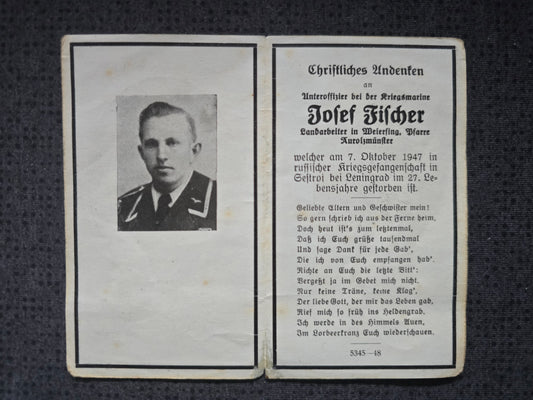 Christliches Andenken
an
Unteroffizier bei der Kriegsmarine
Josef Fischer
Landarbeiter in Weierfing, Pfarre
Aurolzmünster
welcher am 7. Oktober 1947 in
russischer Kriegsgefangenschaft in
Sestroi bei Leningrad im 27. Le-
bensjahre gestorben ist.
Geliebte Eltern und Geschwister mein!
So gern schrieb ich aus der Ferne heim,
Doch heut ist's zum letztenmal,
Daß ich Euch grüße tausendmal
Und sage Dank für jede Gab',
Die ich von Euch empfangen hab'.
Richte an Euch die letzte Bitt':
Vergeßt ja im Gebet mich nicht.
Nur keine Träne, keine Klag',
Der liebe Gott, der mir das Leben gab,
Rief mich so früh ins Heldengrab.
Ich werde in des Himmels Auen,
Im Lorbeerkranz Euch wiederschauen.
5345—48